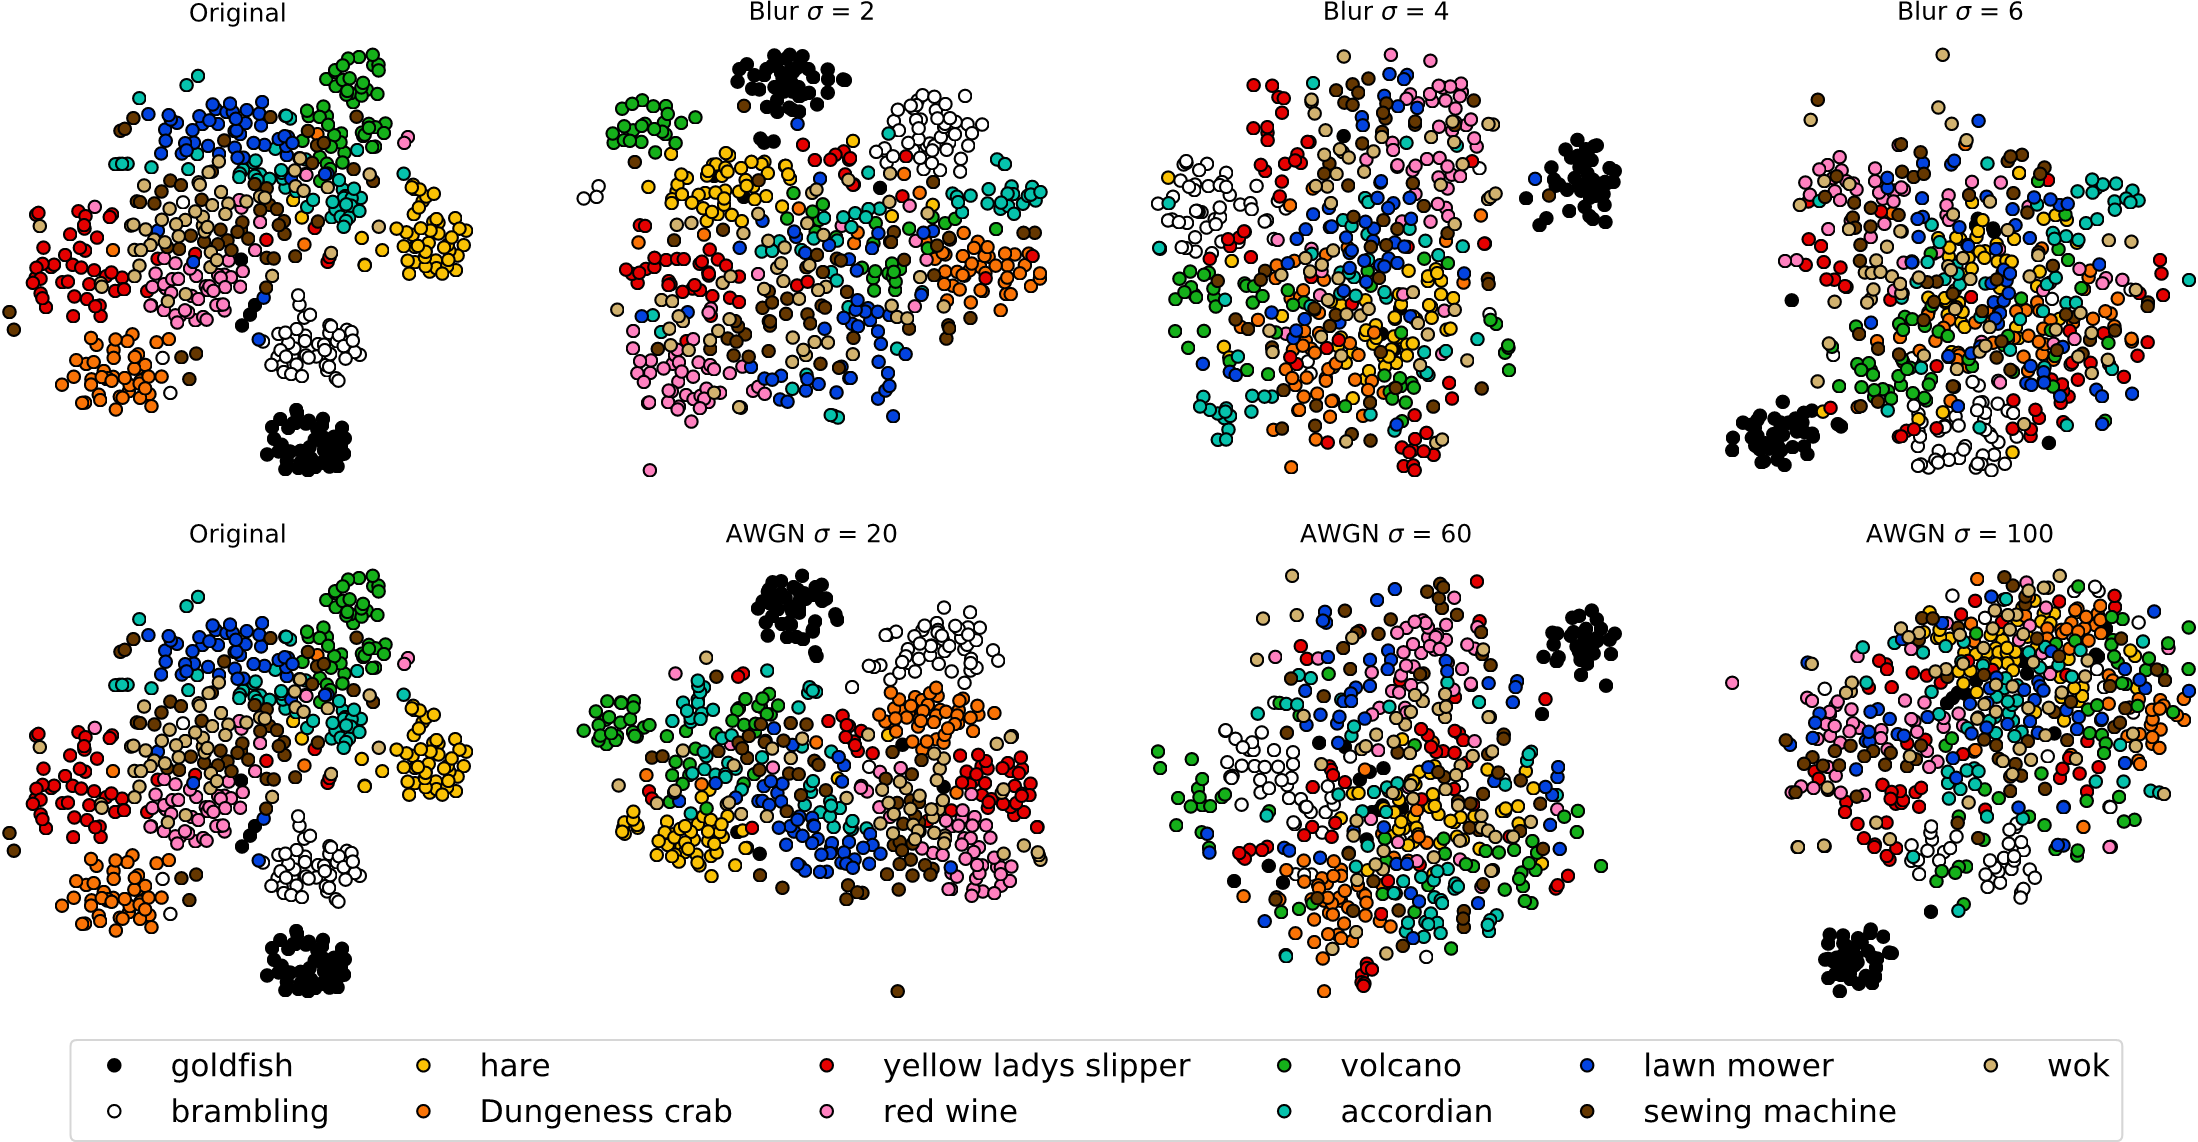 Original Blur σ = 2 Blur σ = 4 Blur σ = 6
Original AWGN σ = 20 AWGN σ = 60 AWGN σ = 100
goldfish hare yellow ladys slipper volcano lawn mower wok
brambling Dungeness crab red wine accordian sewing machine